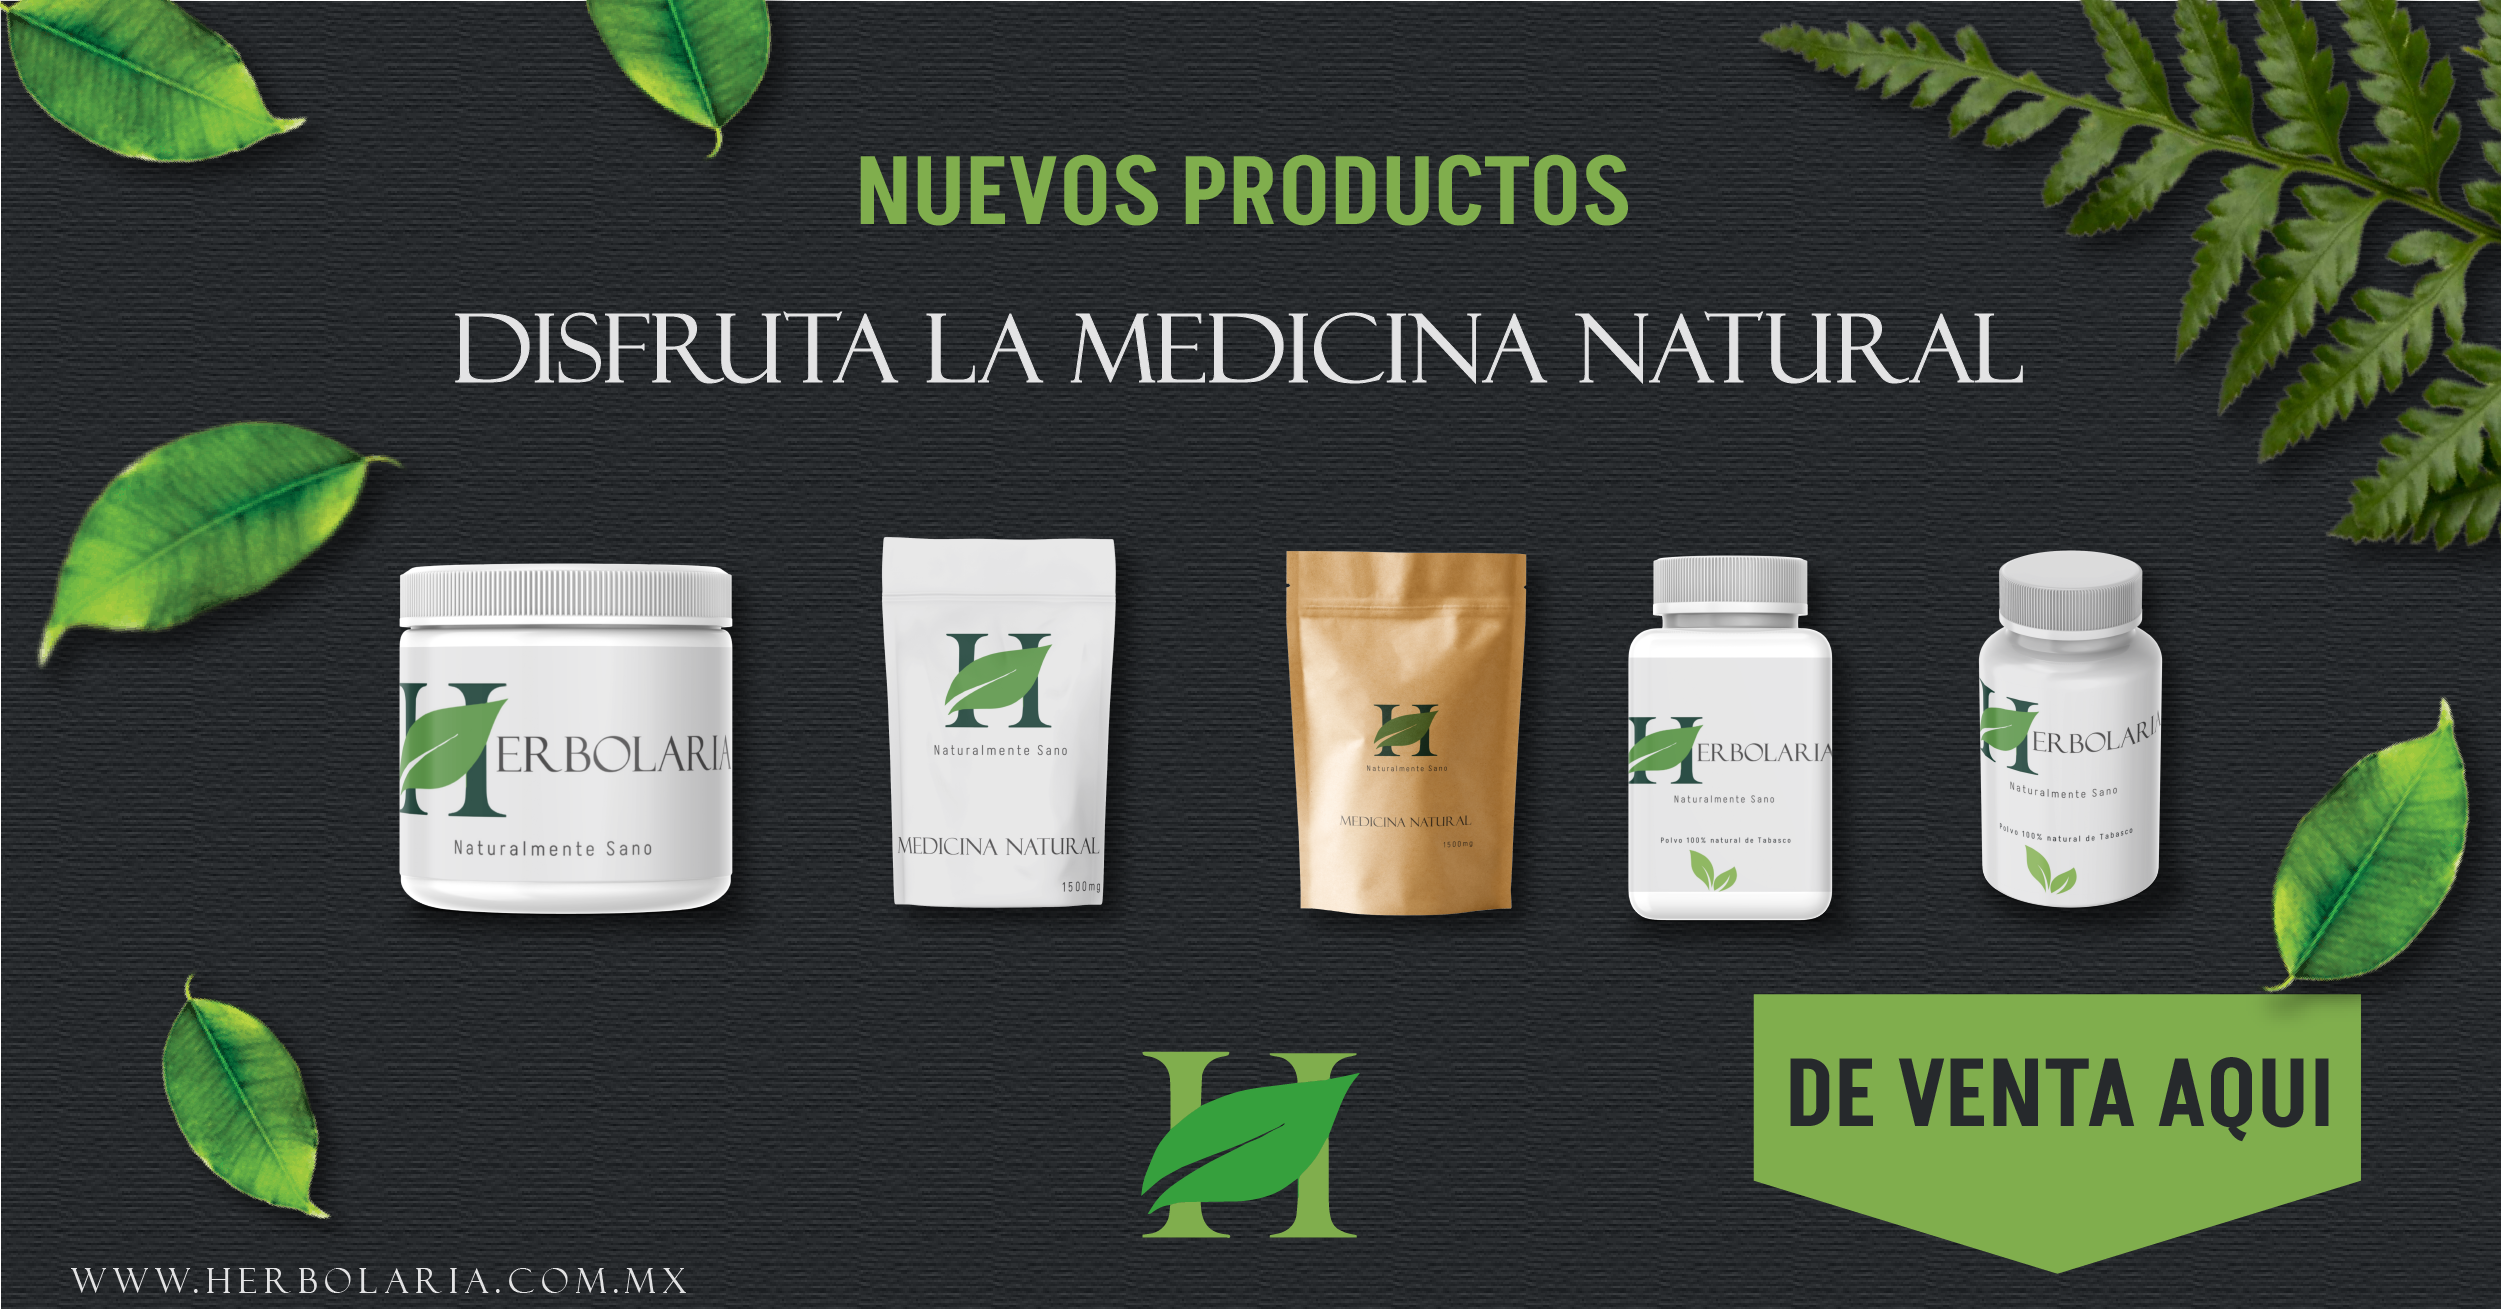 NUEVOS PRODUCTOS
DISFRUTA LA MEDICINA NATURAL
HERBOLARIA
Naturalmente Sano
H
Naturalmente Sano
MEDICINA NATURAL
1500mg
H
Naturalmente Sano
MEDICINA NATURAL
1500mg
HERBOLARIA
Naturalmente Sano
Polvo 100% natural de Tabasco
HERBOLARIA
Naturalmente Sano
Polvo 100% natural de Tabasco
H
DE VENTA AQUI
WWW.HERBOLARIA.COM.MX